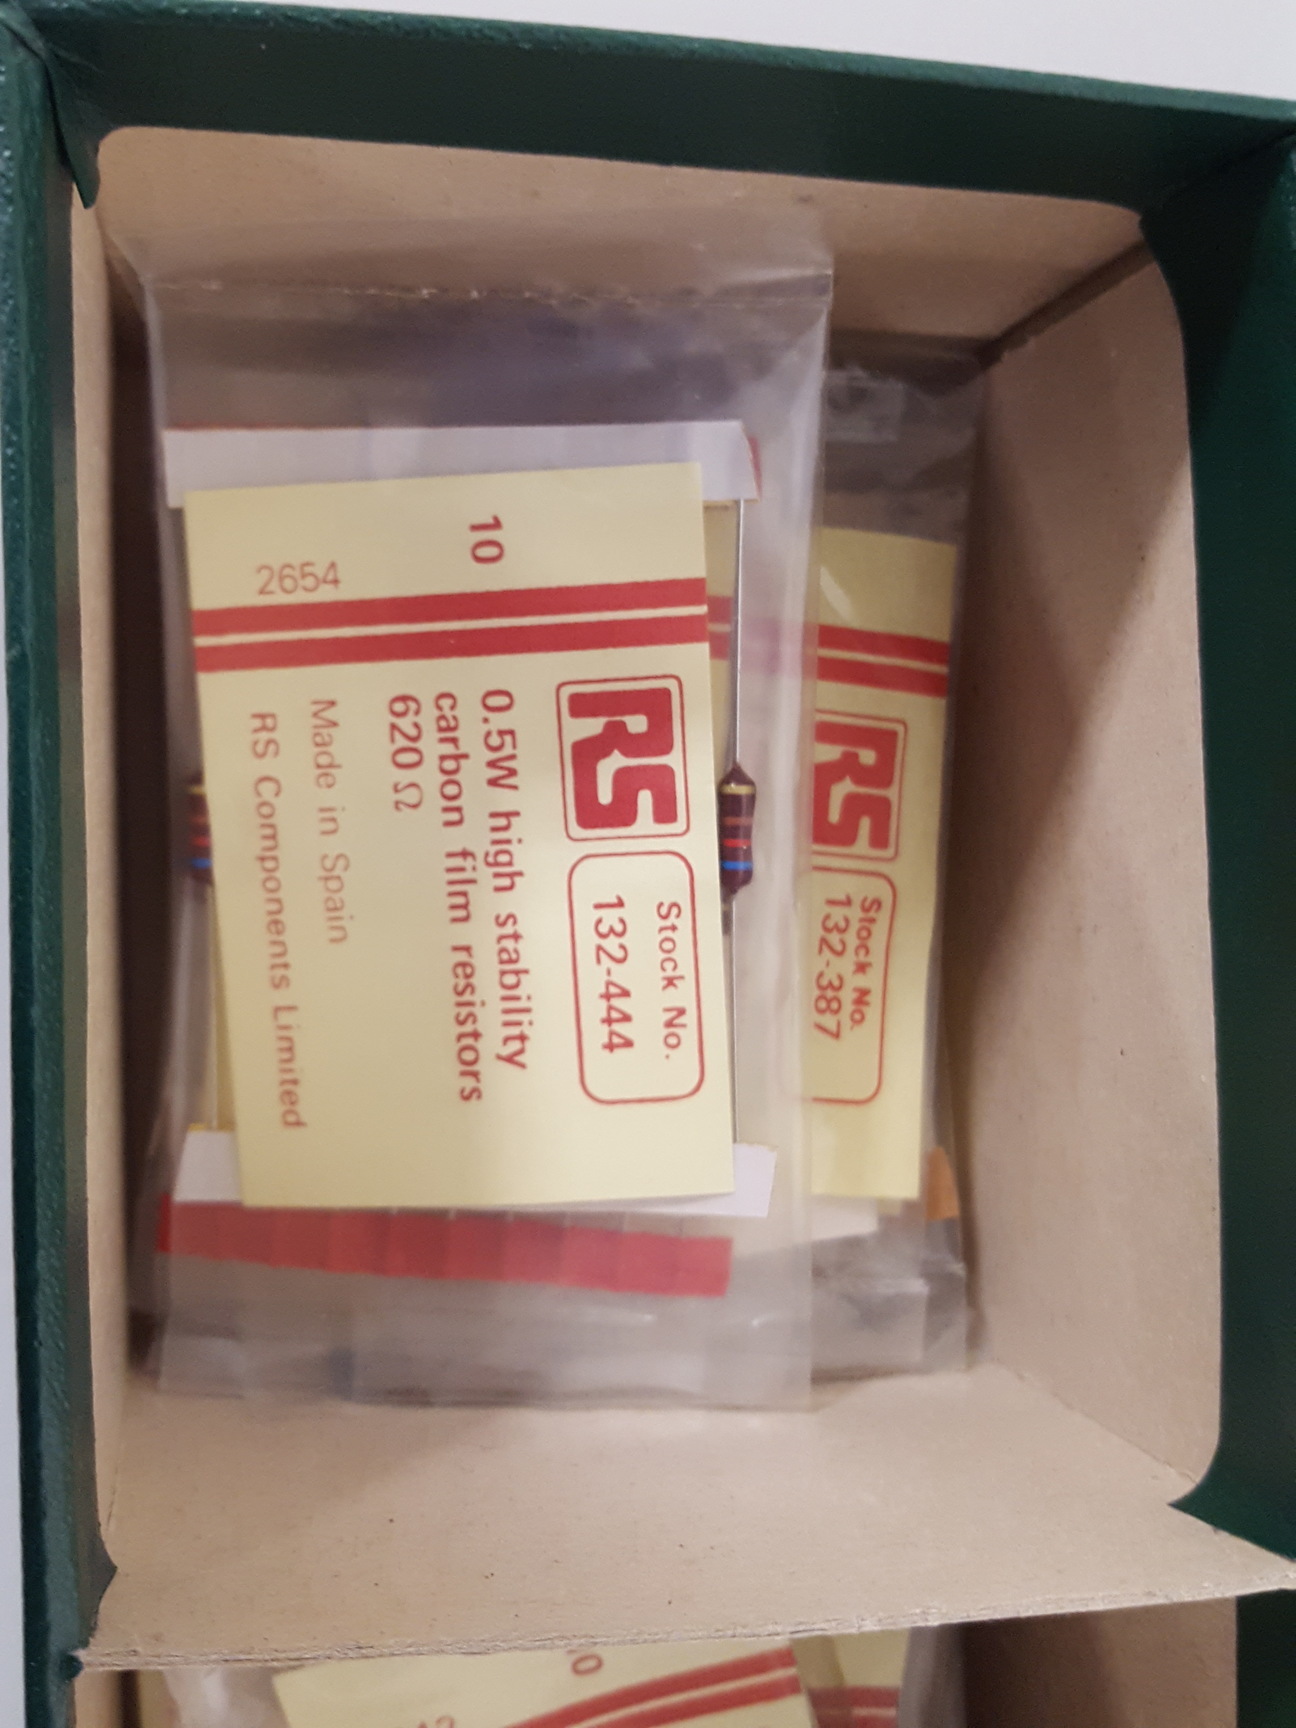 RS
Stock No.
132-444
0.5W high stability
carbon film resistors
620 Ω
Made in Spain
RS Components Limited
10
2654
RS
Stock No.
132-387